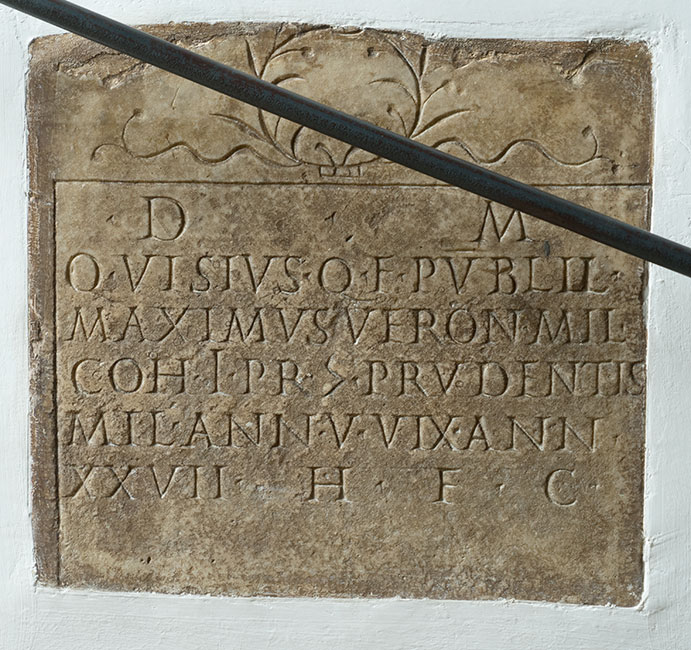 D · M
Q·VISIVS·Q·F·PVBLIL·
MAXIMVS VERON·MIL
COH·I·PR·S·PRVDENTIS
MIL·ANN·V·VIX·ANN
XXVII · H · F · C ·